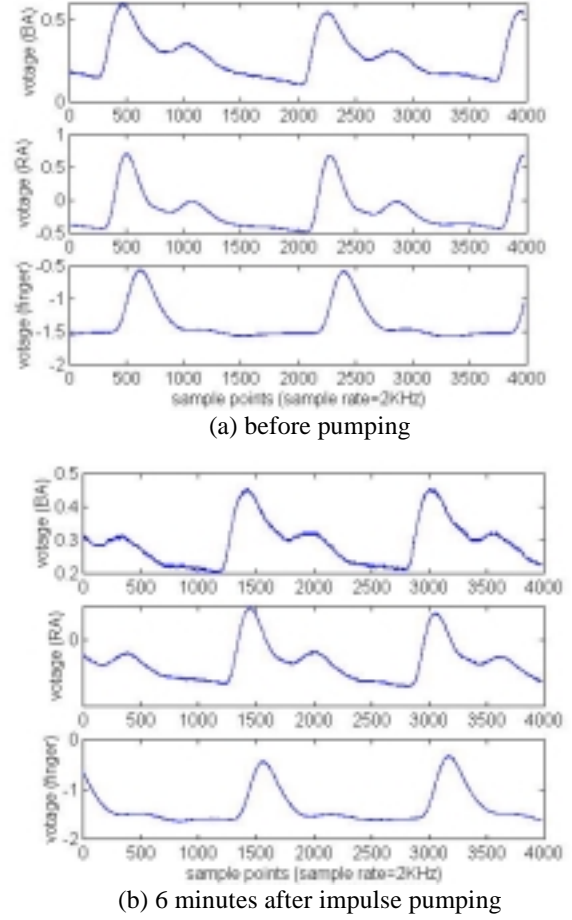 votage (BA)
0.5
0
0 500 1000 1500 2000 2500 3000 3500 4000
votage (RA)
1
0.5
0
-0.5
0 500 1000 1500 2000 2500 3000 3500 4000
votage (finger)
-0.5
-1
-1.5
-2
0 500 1000 1500 2000 2500 3000 3500 4000
sample points (sample rate=2KHz)
(a) before pumping
votage (BA)
0.5
0.4
0.3
0.2
0 500 1000 1500 2000 2500 3000 3500 4000
votage (RA)
0
0 500 1000 1500 2000 2500 3000 3500 4000
votage (finger)
0
-1
-2
0 500 1000 1500 2000 2500 3000 3500 4000
sample points (sample rate=2KHz)
(b) 6 minutes after impulse pumping